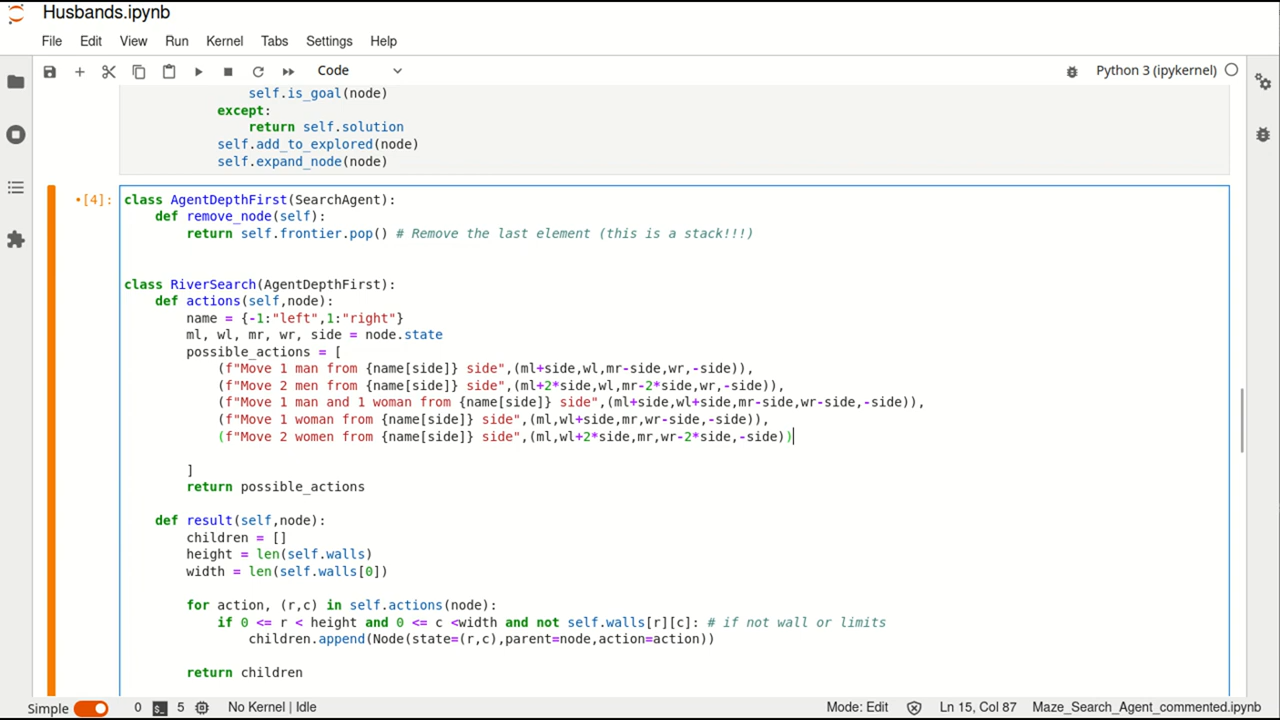 Husbands.ipynb
File Edit View Run Kernel Tabs Settings Help
Code Python 3 (ipykernel)
self.is_goal(node)
except:
return self.solution
self.add_to_explored(node)
self.expand_node(node)
[4]: class AgentDepthFirst(SearchAgent):
def remove_node(self):
return self.frontier.pop() # Remove the last element (this is a stack!!!)
class RiverSearch(AgentDepthFirst):
def actions(self,node):
name = {-1:"left",1:"right"}
ml, wl, mr, wr, side = node.state
possible_actions = [
(f"Move 1 man from {name[side]} side",(ml+side,wl,mr-side,wr,-side)),
(f"Move 2 men from {name[side]} side",(ml+2*side,wl,mr-2*side,wr,-side)),
(f"Move 1 man and 1 woman from {name[side]} side",(ml+side,wl+side,mr-side,wr-side,-side)),
(f"Move 1 woman from {name[side]} side",(ml,wl+side,mr,wr-side,-side)),
(f"Move 2 women from {name[side]} side",(ml,wl+2*side,mr,wr-2*side,-side))
]
return possible_actions
def result(self,node):
children = []
height = len(self.walls)
width = len(self.walls[0])
for action, (r,c) in self.actions(node):
if 0 <= r < height and 0 <= c <width and not self.walls[r][c]: # if not wall or limits
children.append(Node(state=(r,c),parent=node,action=action))
return children
Simple 0 5 No Kernel | Idle Mode: Edit Ln 15, Col 87 Maze_Search_Agent_commented.ipynb